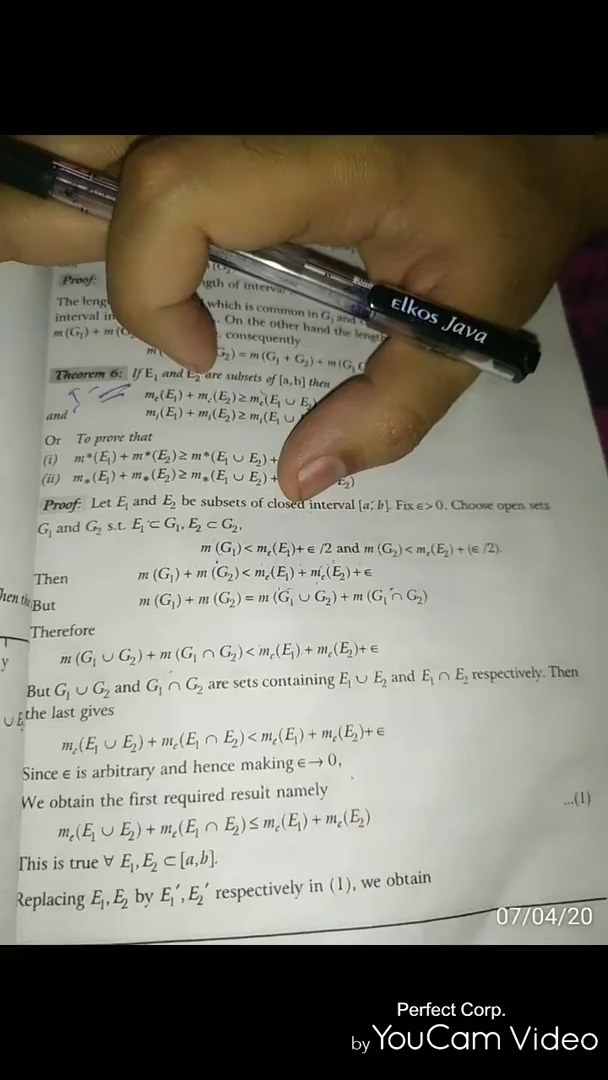 Proof:
ngth of interva
The leng
which is common in G₁ and
interval in
. On the other hand the length
m(G₁) + m(G
consequently
G₂) = m (G₁ + G₂) + m(G₁
Theorem 6: If E₁ and E₂ are subsets of [a,b] then
mₑ(E₁) + mₑ(E₂) ≥ mₑ(E₁ ∪ E₂)
and mᵢ(E₁) + mᵢ(E₂) ≥ mᵢ(E₁ ∪
Or To prove that
(i) m*(E₁) + m*(E₂) ≥ m*(E₁ ∪ E₂) +
(ii) m⁎(E₁) + m⁎(E₂) ≥ m⁎(E₁ ∪ E₂) + E₂)
Proof: Let E₁ and E₂ be subsets of closed interval [a, b]. Fix ∈ > 0. Choose open sets
G₁ and G₂ s.t. E₁ ⊂ G₁, E₂ ⊂ G₂,
m (G₁) < mₑ(E₁)+ ∈ /2 and m (G₂) < mₑ(E₂) + (∈ /2).
Then m (G₁) + m (G₂) < mₑ(E₁) + mₑ(E₂) + ∈
But m (G₁) + m (G₂) = m (G₁ ∪ G₂) + m (G₁ ∩ G₂)
Therefore
m (G₁ ∪ G₂) + m (G₁ ∩ G₂) < mₑ(E₁) + mₑ(E₂)+ ∈
But G₁ ∪ G₂ and G₁ ∩ G₂ are sets containing E₁ ∪ E₂ and E₁ ∩ E₂ respectively. Then
the last gives
mₑ(E₁ ∪ E₂) + mₑ(E₁ ∩ E₂) < mₑ(E₁) + mₑ(E₂)+ ∈
Since ∈ is arbitrary and hence making ∈ → 0,
We obtain the first required result namely
mₑ(E₁ ∪ E₂) + mₑ(E₁ ∩ E₂) ≤ mₑ(E₁) + mₑ(E₂) ...(1)
This is true ∀ E₁, E₂ ⊂ [a,b].
Replacing E₁, E₂ by E₁′, E₂′ respectively in (1), we obtain
elkos Java
07/04/20
Perfect Corp.
by YouCam Video